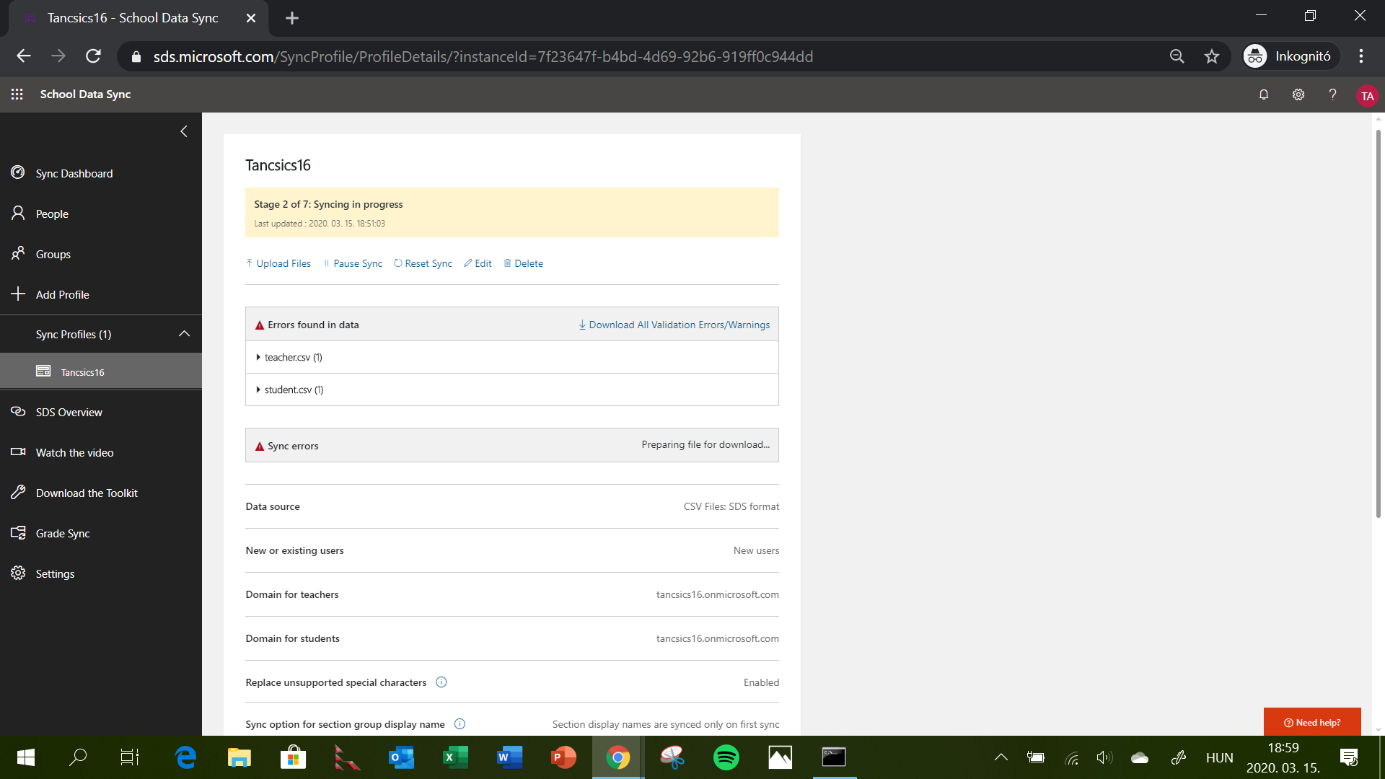 Tancsics16 - School Data Sync
sds.microsoft.com/SyncProfile/ProfileDetails/?instanceId=7f23647f-b4bd-4d69-92b6-919ff0c944dd
Inkognitó
School Data Sync
TA
Sync Dashboard
People
Groups
Add Profile
Sync Profiles (1)
Tancsics16
SDS Overview
Watch the video
Download the Toolkit
Grade Sync
Settings
Tancsics16
Stage 2 of 7: Syncing in progress
Last updated : 2020. 03. 15. 18:51:03
Upload Files Pause Sync Reset Sync Edit Delete
Errors found in data Download All Validation Errors/Warnings
teacher.csv (1)
student.csv (1)
Sync errors Preparing file for download...
Data source CSV Files: SDS format
New or existing users New users
Domain for teachers tancsics16.onmicrosoft.com
Domain for students tancsics16.onmicrosoft.com
Replace unsupported special characters Enabled
Sync option for section group display name Section display names are synced only on first sync
Need help?
HUN
18:59
2020. 03. 15.